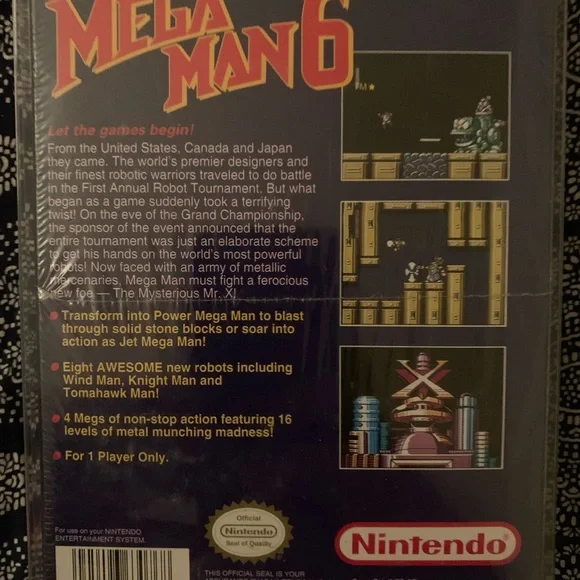 MEGA
MAN 6
Let the games begin!
From the United States, Canada and Japan
they came. The world's premier designers and
their finest robotic warriors traveled to do battle
in the First Annual Robot Tournament. But what
began as a game suddenly took a terrifying
twist! On the eve of the Grand Championship,
the sponsor of the event announced that the
entire tournament was just an elaborate scheme
to get his hands on the world's most powerful
robots! Now faced with an army of metallic
mercenaries, Mega Man must fight a ferocious
new foe — The Mysterious Mr. X!
Transform into Power Mega Man to blast
through solid stone blocks or soar into
action as Jet Mega Man!
Eight AWESOME new robots including
Wind Man, Knight Man and
Tomahawk Man!
4 Megs of non-stop action featuring 16
levels of metal munching madness!
For 1 Player Only.
For use on your NINTENDO
ENTERTAINMENT SYSTEM.
Official
Nintendo
Seal of Quality
Nintendo
THIS OFFICIAL SEAL IS YOUR